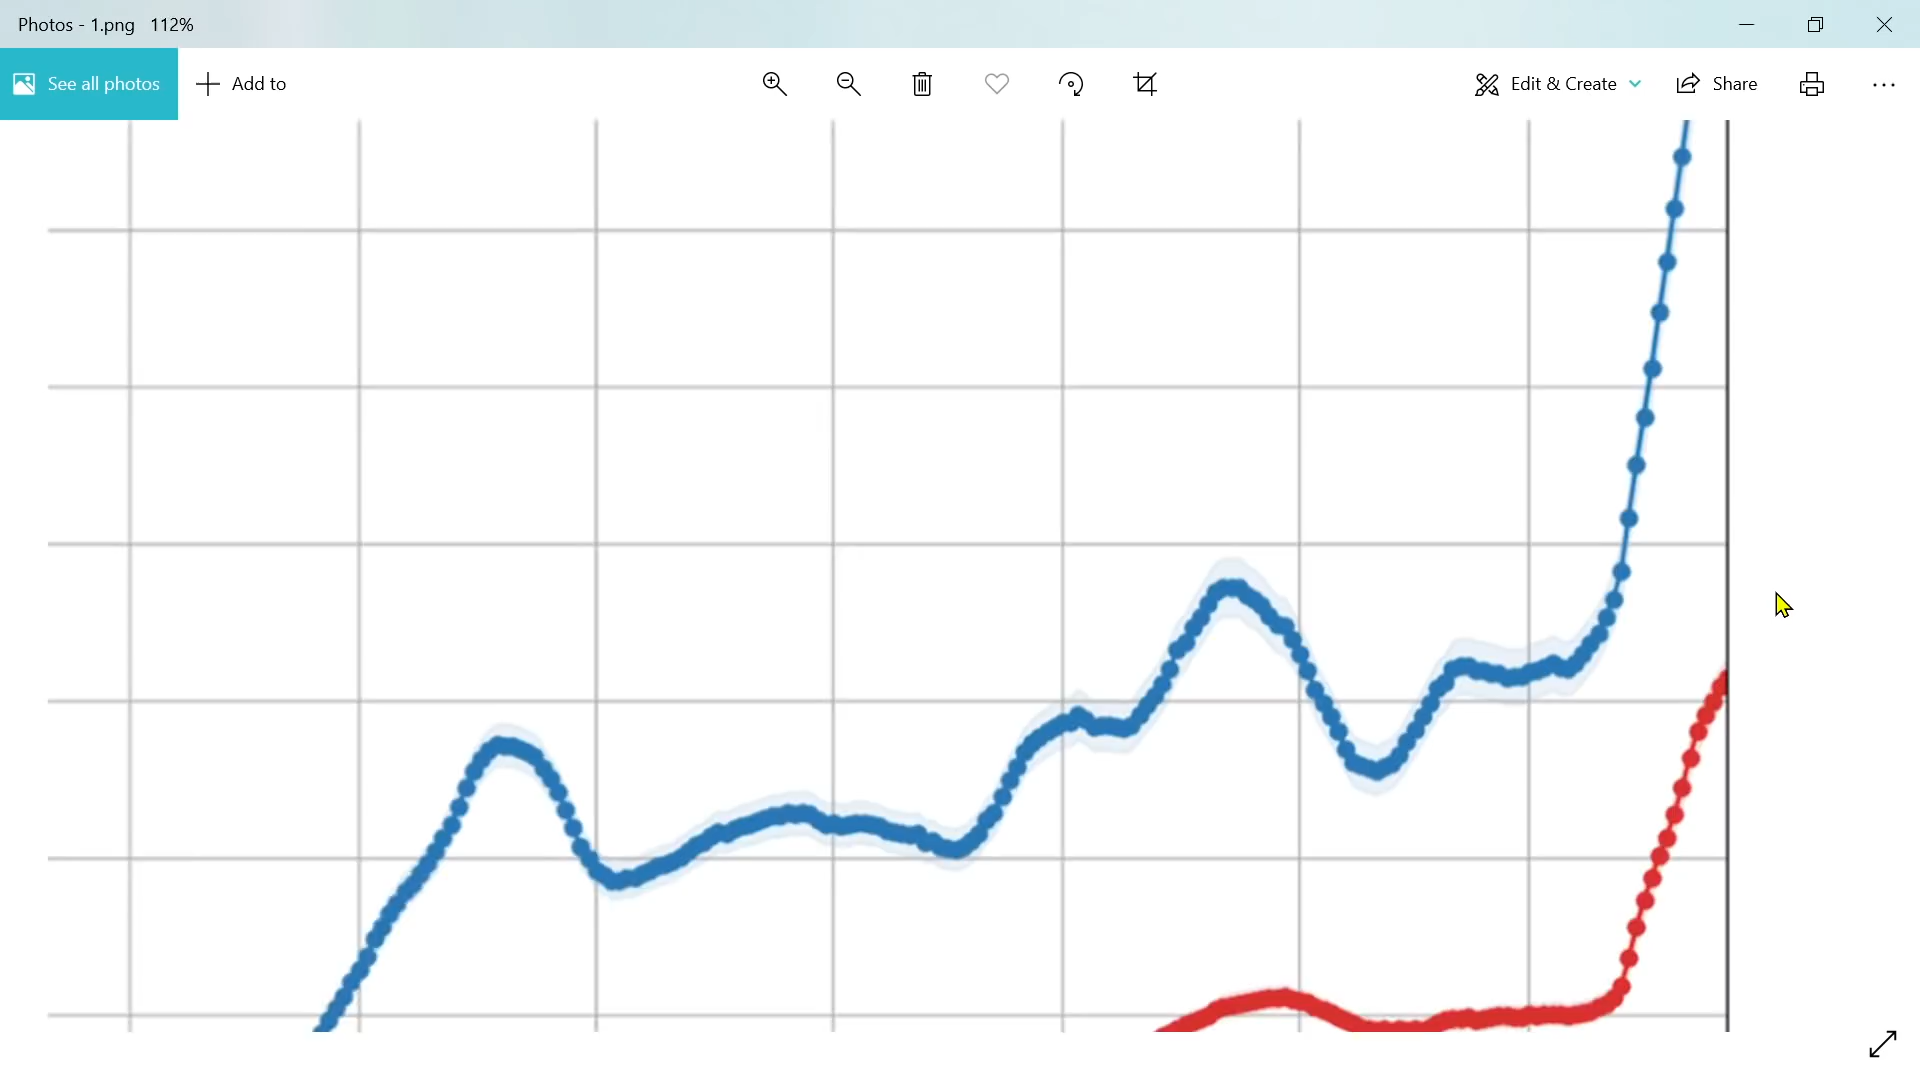 Photos - 1.png 112%
See all photos
Add to
Edit & Create
Share